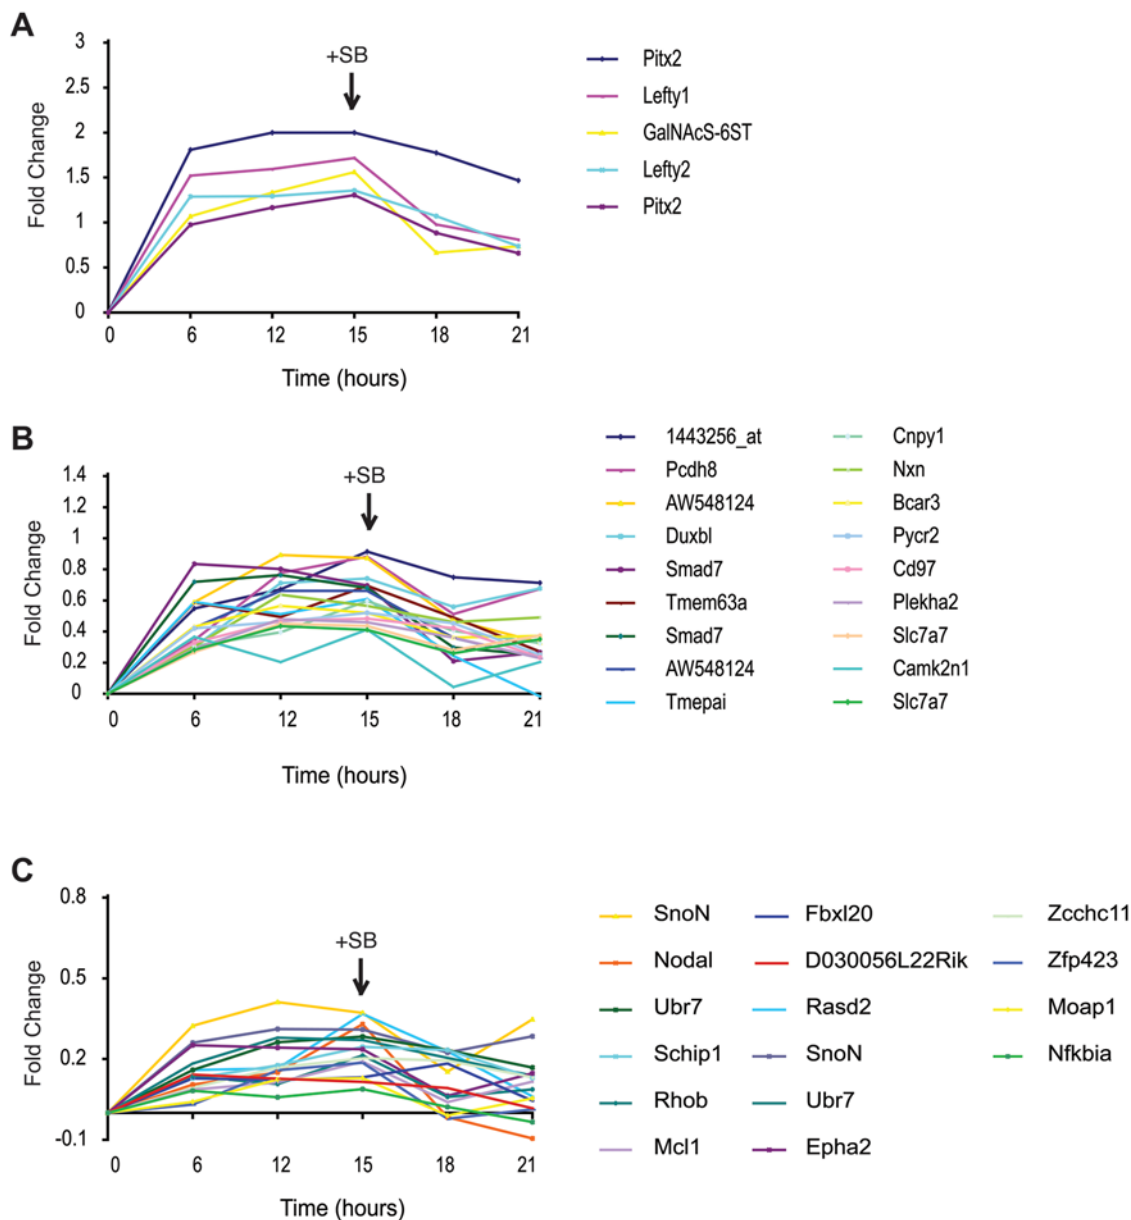 A
+SB
3
2.5
2
1.5
1
0.5
0
Fold Change
0 6 12 15 18 21
Time (hours)
Pitx2
Lefty1
GalNAcS-6ST
Lefty2
Pitx2
B
+SB
1.4
1.2
1
0.8
0.6
0.4
0.2
0
Fold Change
0 6 12 15 18 21
Time (hours)
1443256_at Cnpy1
Pcdh8 Nxn
AW548124 Bcar3
Duxbl Pycr2
Smad7 Cd97
Tmem63a Plekha2
Smad7 Slc7a7
AW548124 Camk2n1
Tmepai Slc7a7
C
+SB
0.8
0.5
0.2
-0.1
Fold Change
0 6 12 15 18 21
Time (hours)
SnoN Fbxl20 Zcchc11
Nodal D030056L22Rik Zfp423
Ubr7 Rasd2 Moap1
Schip1 SnoN Nfkbia
Rhob Ubr7
Mcl1 Epha2